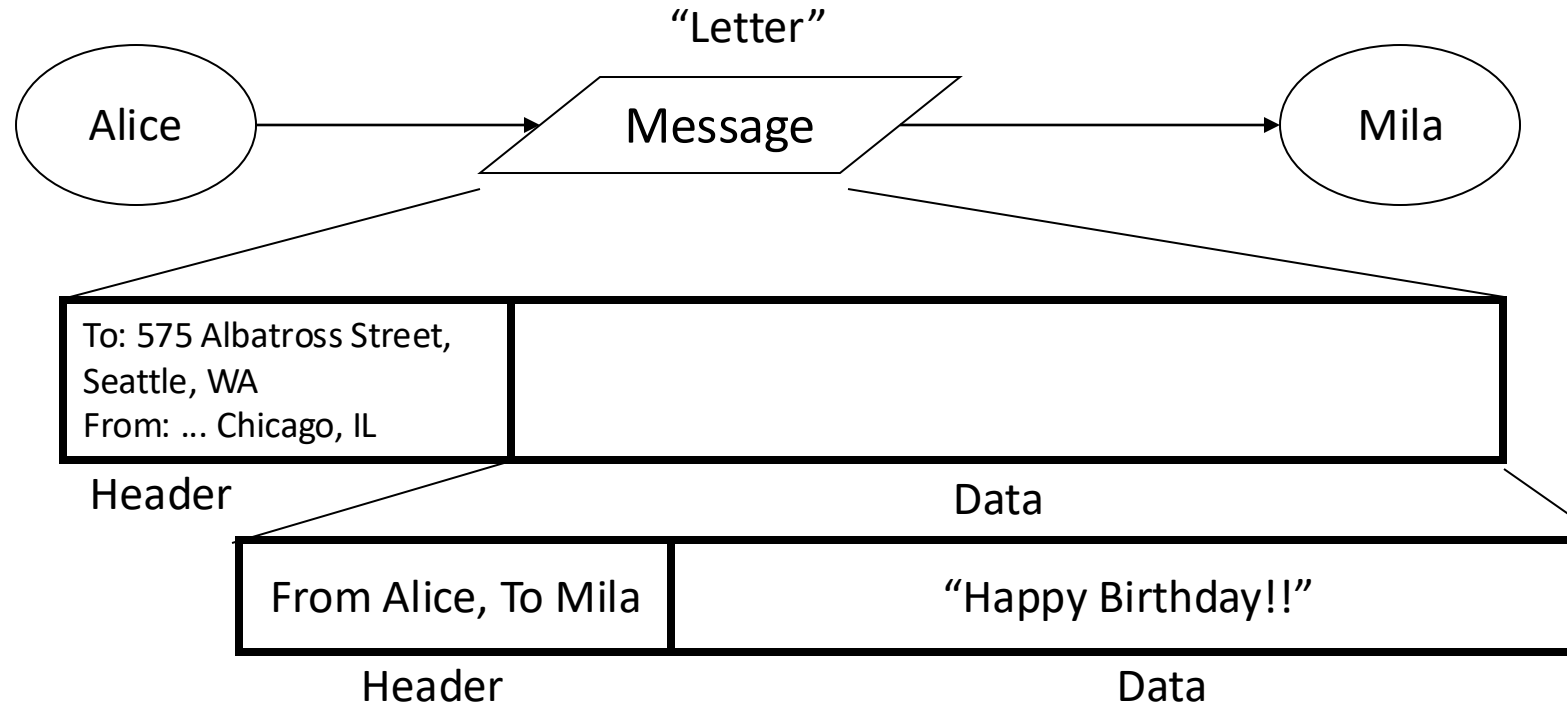 “Letter”
Alice
Message
Mila
To: 575 Albatross Street,
Seattle, WA
From: ... Chicago, IL
Header
Data
From Alice, To Mila
“Happy Birthday!!”
Header
Data